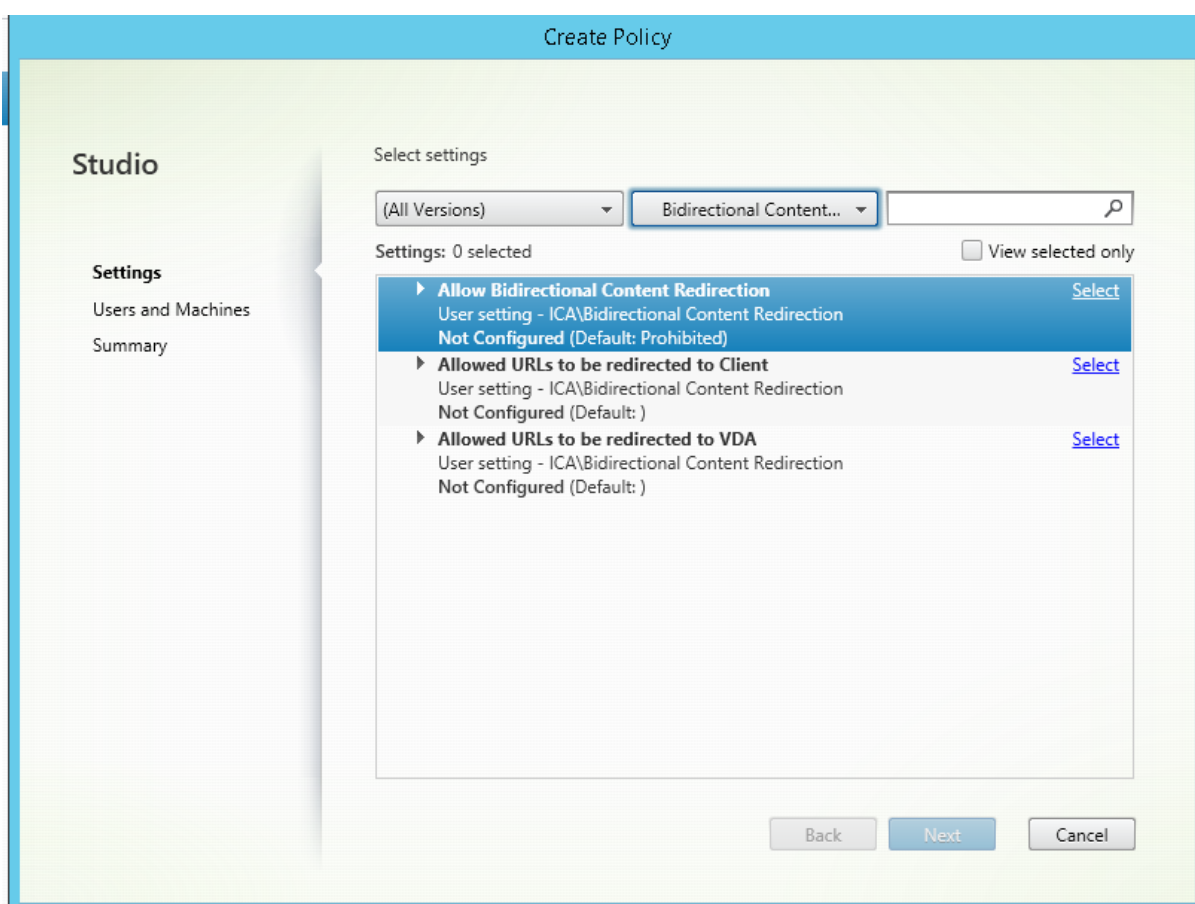 Create Policy
Studio
Select settings
(All Versions)
Bidirectional Content...
Settings: 0 selected
View selected only
Settings
Users and Machines
Summary
Allow Bidirectional Content Redirection
Select
User setting - ICA\Bidirectional Content Redirection
Not Configured (Default: Prohibited)
Allowed URLs to be redirected to Client
Select
User setting - ICA\Bidirectional Content Redirection
Not Configured (Default: )
Allowed URLs to be redirected to VDA
Select
User setting - ICA\Bidirectional Content Redirection
Not Configured (Default: )
Back
Next
Cancel